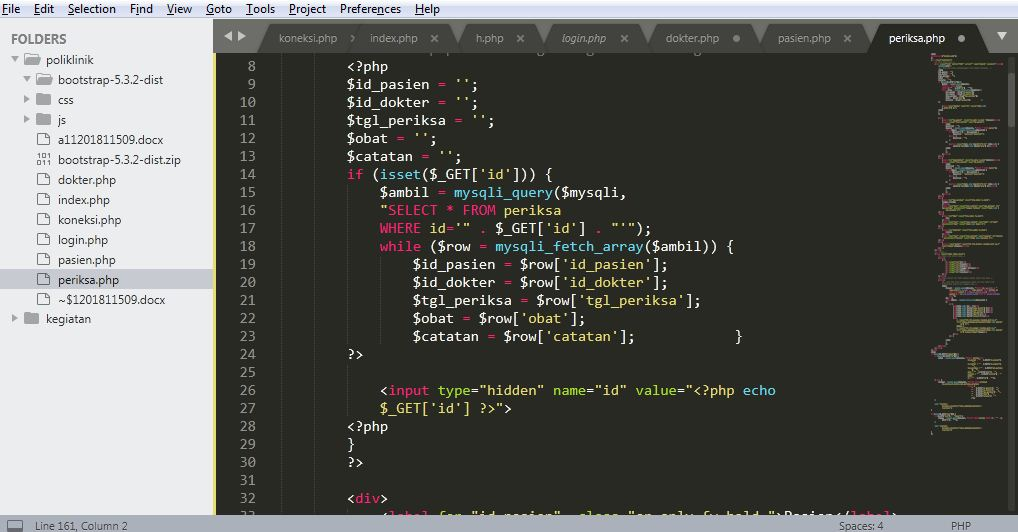 File Edit Selection Find View Goto Tools Project Preferences Help
FOLDERS
poliklinik
bootstrap-5.3.2-dist
css
js
a11201811509.docx
bootstrap-5.3.2-dist.zip
dokter.php
index.php
koneksi.php
login.php
pasien.php
periksa.php
~$1201811509.docx
kegiatan
koneksi.php index.php h.php login.php dokter.php pasien.php periksa.php
8 <?php
9 $id_pasien = '';
10 $id_dokter = '';
11 $tgl_periksa = '';
12 $obat = '';
13 $catatan = '';
14 if (isset($_GET['id'])) {
15 $ambil = mysqli_query($mysqli,
16 "SELECT * FROM periksa
17 WHERE id='" . $_GET['id'] . "'");
18 while ($row = mysqli_fetch_array($ambil)) {
19 $id_pasien = $row['id_pasien'];
20 $id_dokter = $row['id_dokter'];
21 $tgl_periksa = $row['tgl_periksa'];
22 $obat = $row['obat'];
23 $catatan = $row['catatan']; }
24 ?>
25
26 <input type="hidden" name="id" value="<?php echo
27 $_GET['id'] ?>">
28 <?php
29 }
30 ?>
31
32 <div>
Line 161, Column 2 Spaces: 4 PHP